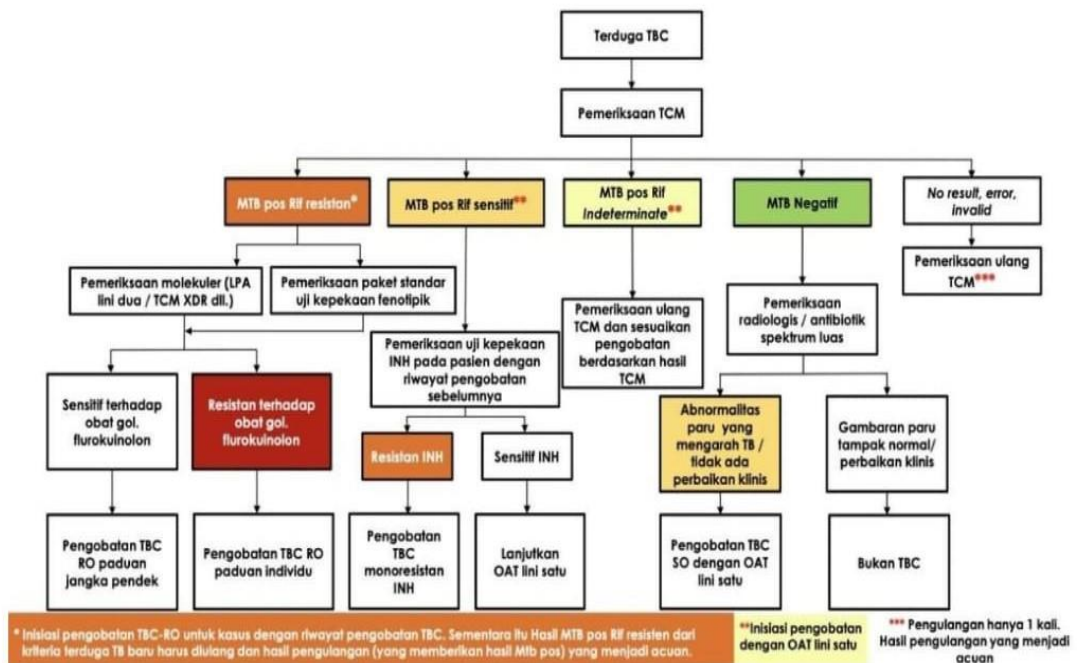 Terduga TBC
Pemeriksaan TCM
MTB pos Rif resistan*
MTB pos Rif sensitif**
MTB pos Rif
Indeterminate**
MTB Negatif
No result, error,
invalid
Pemeriksaan molekuler (LPA
lini dua / TCM XDR dll.)
Pemeriksaan paket standar
uji kepekaan fenotipik
Pemeriksaan uji kepekaan
INH pada pasien dengan
riwayat pengobatan
sebelumnya
Pemeriksaan ulang
TCM dan sesuaikan
pengobatan
berdasarkan hasil
TCM
Pemeriksaan
radiologis / antibiotik
spektrum luas
Pemeriksaan ulang
TCM***
Sensitif terhadap
obat gol.
flurokuinolon
Resistan terhadap
obat gol.
flurokuinolon
Resistan INH
Sensitif INH
Abnormalitas
paru yang
mengarah TB /
tidak ada
perbaikan klinis
Gambaran paru
tampak normal/
perbaikan klinis
Pengobatan TBC
RO paduan
jangka pendek
Pengobatan TBC RO
paduan individu
Pengobatan
TBC
monoresistan
INH
Lanjutkan
OAT lini satu
Pengobatan TBC
SO dengan OAT
lini satu
Bukan TBC
* Inisiasi pengobatan TBC-RO untuk kasus dengan riwayat pengobatan TBC. Sementara itu Hasil MTB pos Rif resisten dari
kriteria terduga TB baru harus diulang dan hasil pengulangan (yang memberikan hasil Mtb pos) yang menjadi acuan.
**Inisiasi pengobatan
dengan OAT lini satu
*** Pengulangan hanya 1 kali.
Hasil pengulangan yang menjadi
acuan